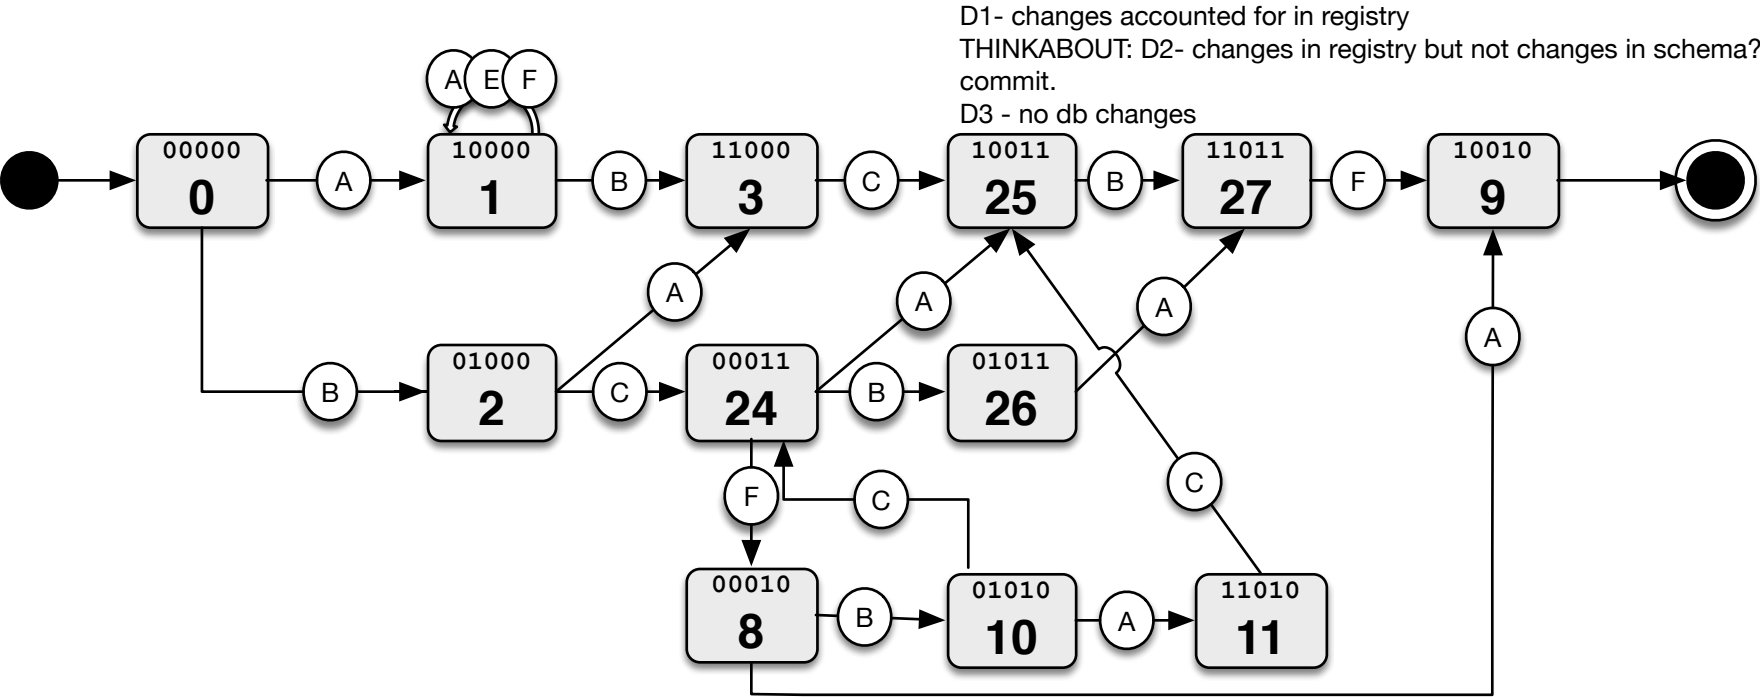 D1- changes accounted for in registry
THINKABOUT: D2- changes in registry but not changes in schema?
commit.
D3 - no db changes
A E F
00000
0
A
10000
1
B
11000
3
C
10011
25
B
11011
27
F
10010
9
A
A
A
A
B
01000
2
C
00011
24
B
01011
26
F
C
C
00010
8
B
01010
10
A
11010
11